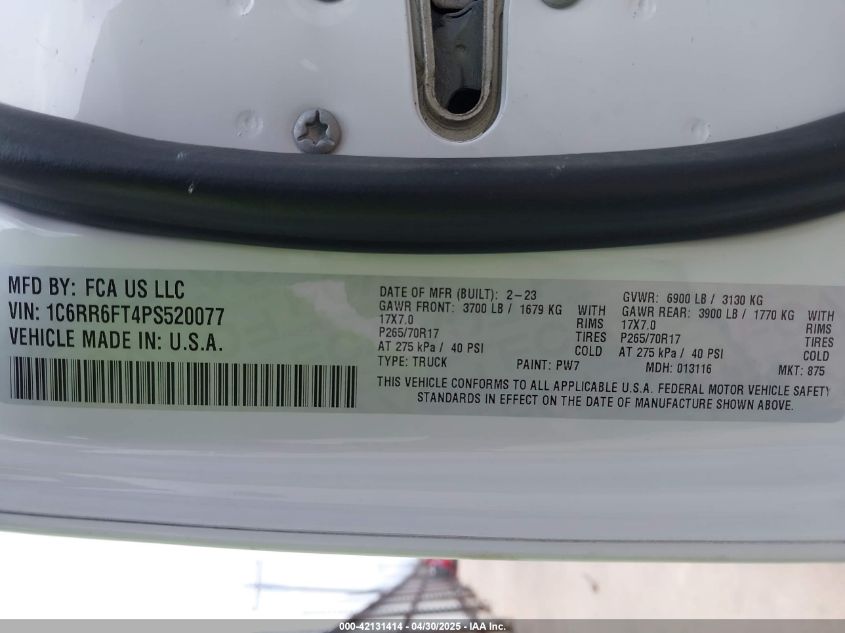 MFD BY: FCA US LLC
VIN: 1C6RR6FT4PS520077
VEHICLE MADE IN: U.S.A.
DATE OF MFR (BUILT): 2-23
GAWR FRONT: 3700 LB / 1679 KG WITH
17X7.0 RIMS
P265/70R17 TIRES
AT 275 kPa / 40 PSI COLD
GVWR: 6900 LB / 3130 KG
GAWR REAR: 3900 LB / 1770 KG WITH
17X7.0 RIMS
P265/70R17 TIRES
AT 275 kPa / 40 PSI COLD
TYPE: TRUCK PAINT: PW7 MDH: 013116 MKT: 875
THIS VEHICLE CONFORMS TO ALL APPLICABLE U.S.A. FEDERAL MOTOR VEHICLE SAFETY
STANDARDS IN EFFECT ON THE DATE OF MANUFACTURE SHOWN ABOVE.
000-42131414 - 04/30/2025 - IAA Inc.